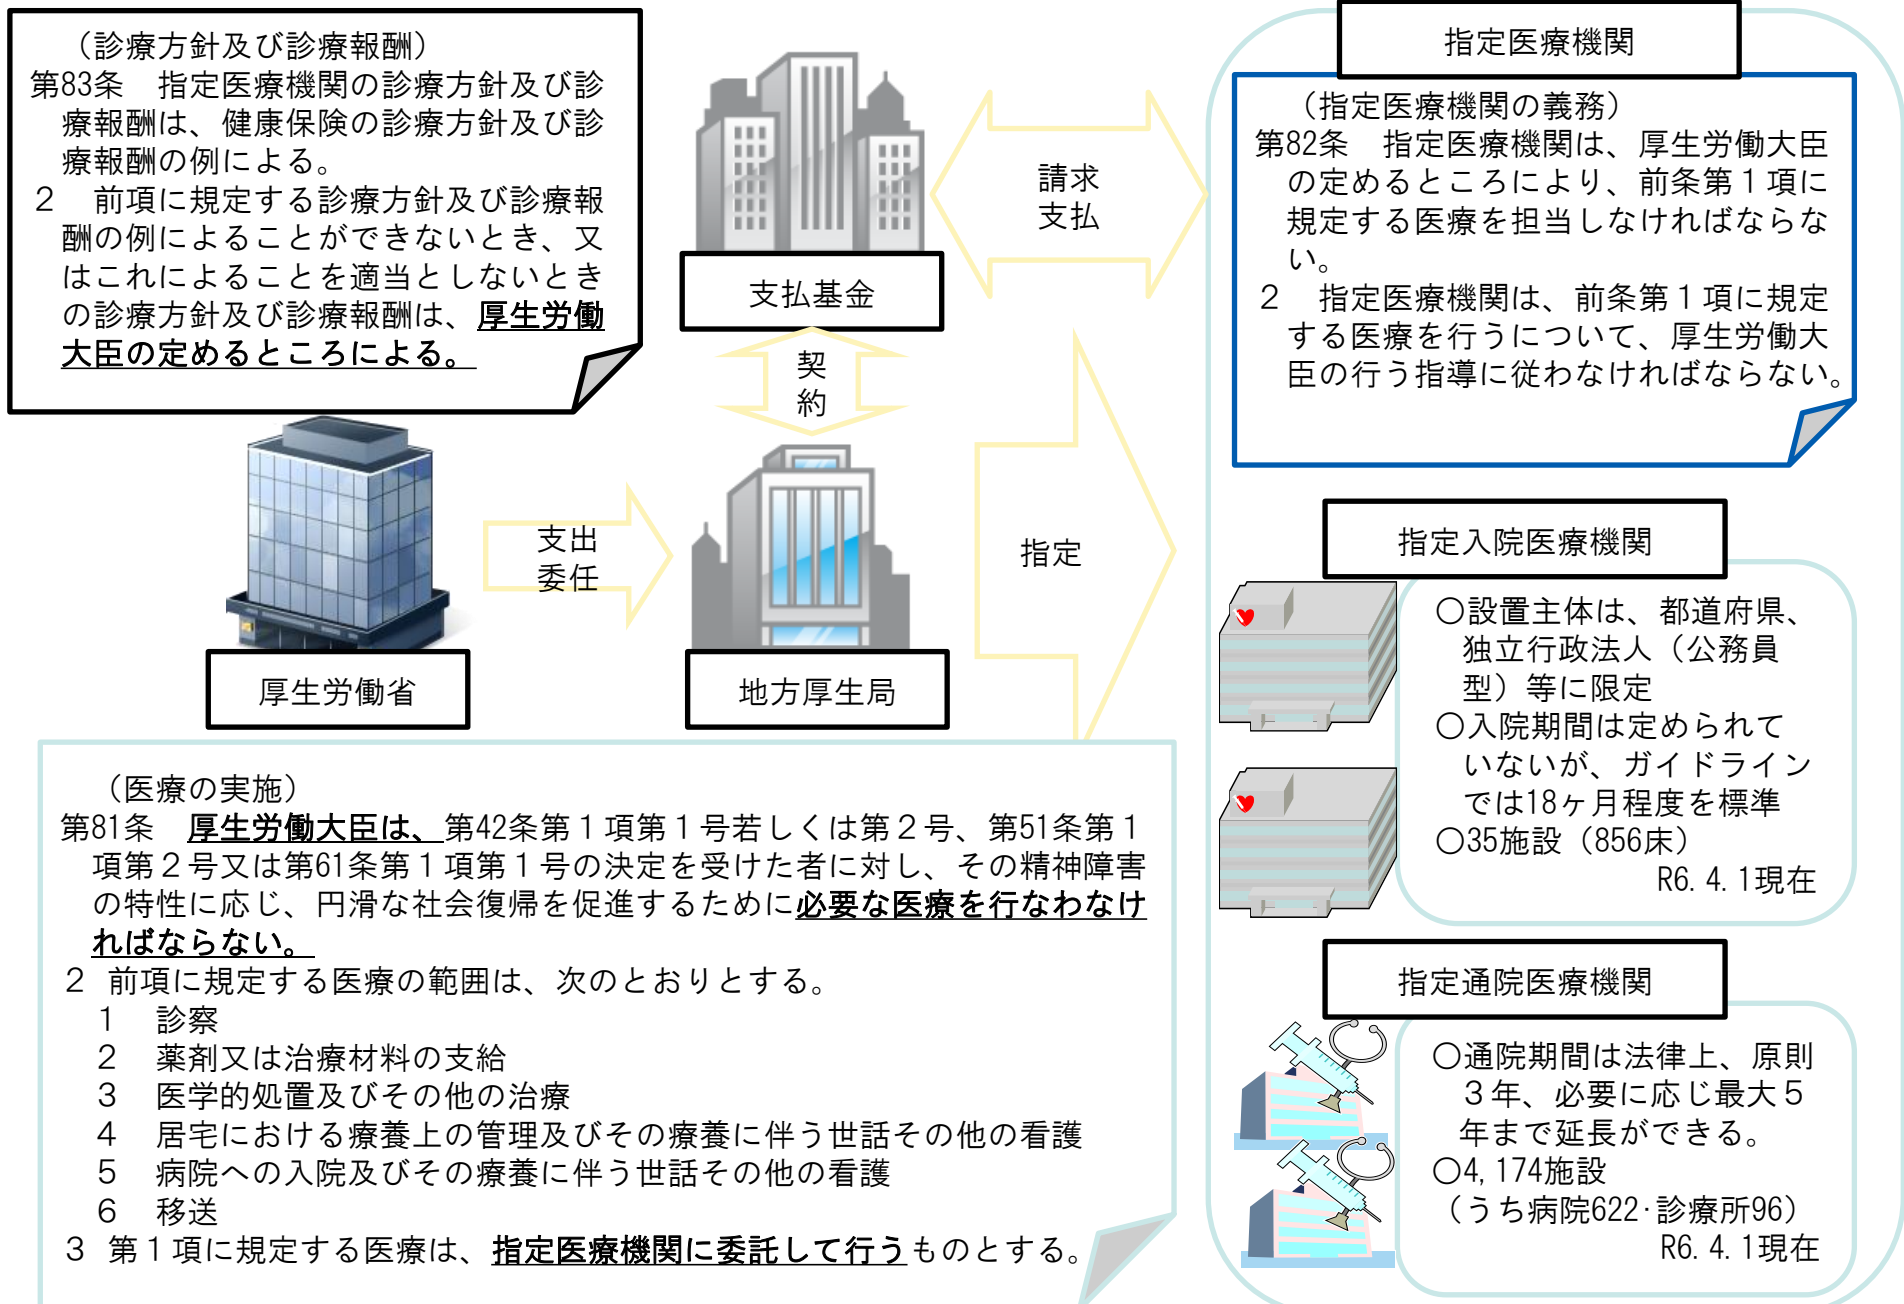 （診療方針及び診療報酬）
第83条　指定医療機関の診療方針及び診
療報酬は、健康保険の診療方針及び診
療報酬の例による。
２　前項に規定する診療方針及び診療報
酬の例によることができないとき、又
はこれによることを適当としないとき
の診療方針及び診療報酬は、厚生労働
大臣の定めるところによる。
支払基金
請求
支払
契
約
厚生労働省
支出
委任
地方厚生局
指定
（医療の実施）
第81条　厚生労働大臣は、第42条第１項第１号若しくは第２号、第51条第１
項第２号又は第61条第１項第１号の決定を受けた者に対し、その精神障害
の特性に応じ、円滑な社会復帰を促進するために必要な医療を行なわなけ
ればならない。
２ 前項に規定する医療の範囲は、次のとおりとする。
１　診察
２　薬剤又は治療材料の支給
３　医学的処置及びその他の治療
４　居宅における療養上の管理及びその療養に伴う世話その他の看護
５　病院への入院及びその療養に伴う世話その他の看護
６　移送
３ 第１項に規定する医療は、指定医療機関に委託して行うものとする。
指定医療機関
（指定医療機関の義務）
第82条　指定医療機関は、厚生労働大臣
の定めるところにより、前条第１項に
規定する医療を担当しなければならな
い。
２　指定医療機関は、前条第１項に規定
する医療を行うについて、厚生労働大
臣の行う指導に従わなければならない。
指定入院医療機関
○設置主体は、都道府県、
独立行政法人（公務員
型）等に限定
○入院期間は定められて
いないが、ガイドライン
では18ヶ月程度を標準
○35施設（856床）
R6.4.1現在
指定通院医療機関
○通院期間は法律上、原則
３年、必要に応じ最大５
年まで延長ができる。
○4,174施設
（うち病院622･診療所96）
R6.4.1現在